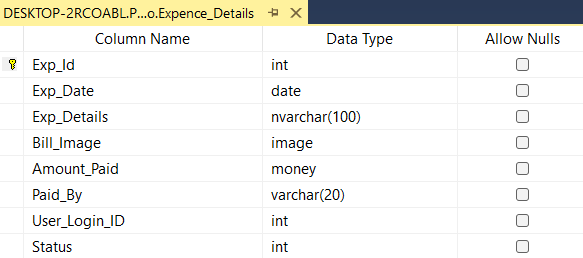 DESKTOP-2RCOABL.P...o.Expence_Details
Column Name Data Type Allow Nulls
Exp_Id int
Exp_Date date
Exp_Details nvarchar(100)
Bill_Image image
Amount_Paid money
Paid_By varchar(20)
User_Login_ID int
Status int